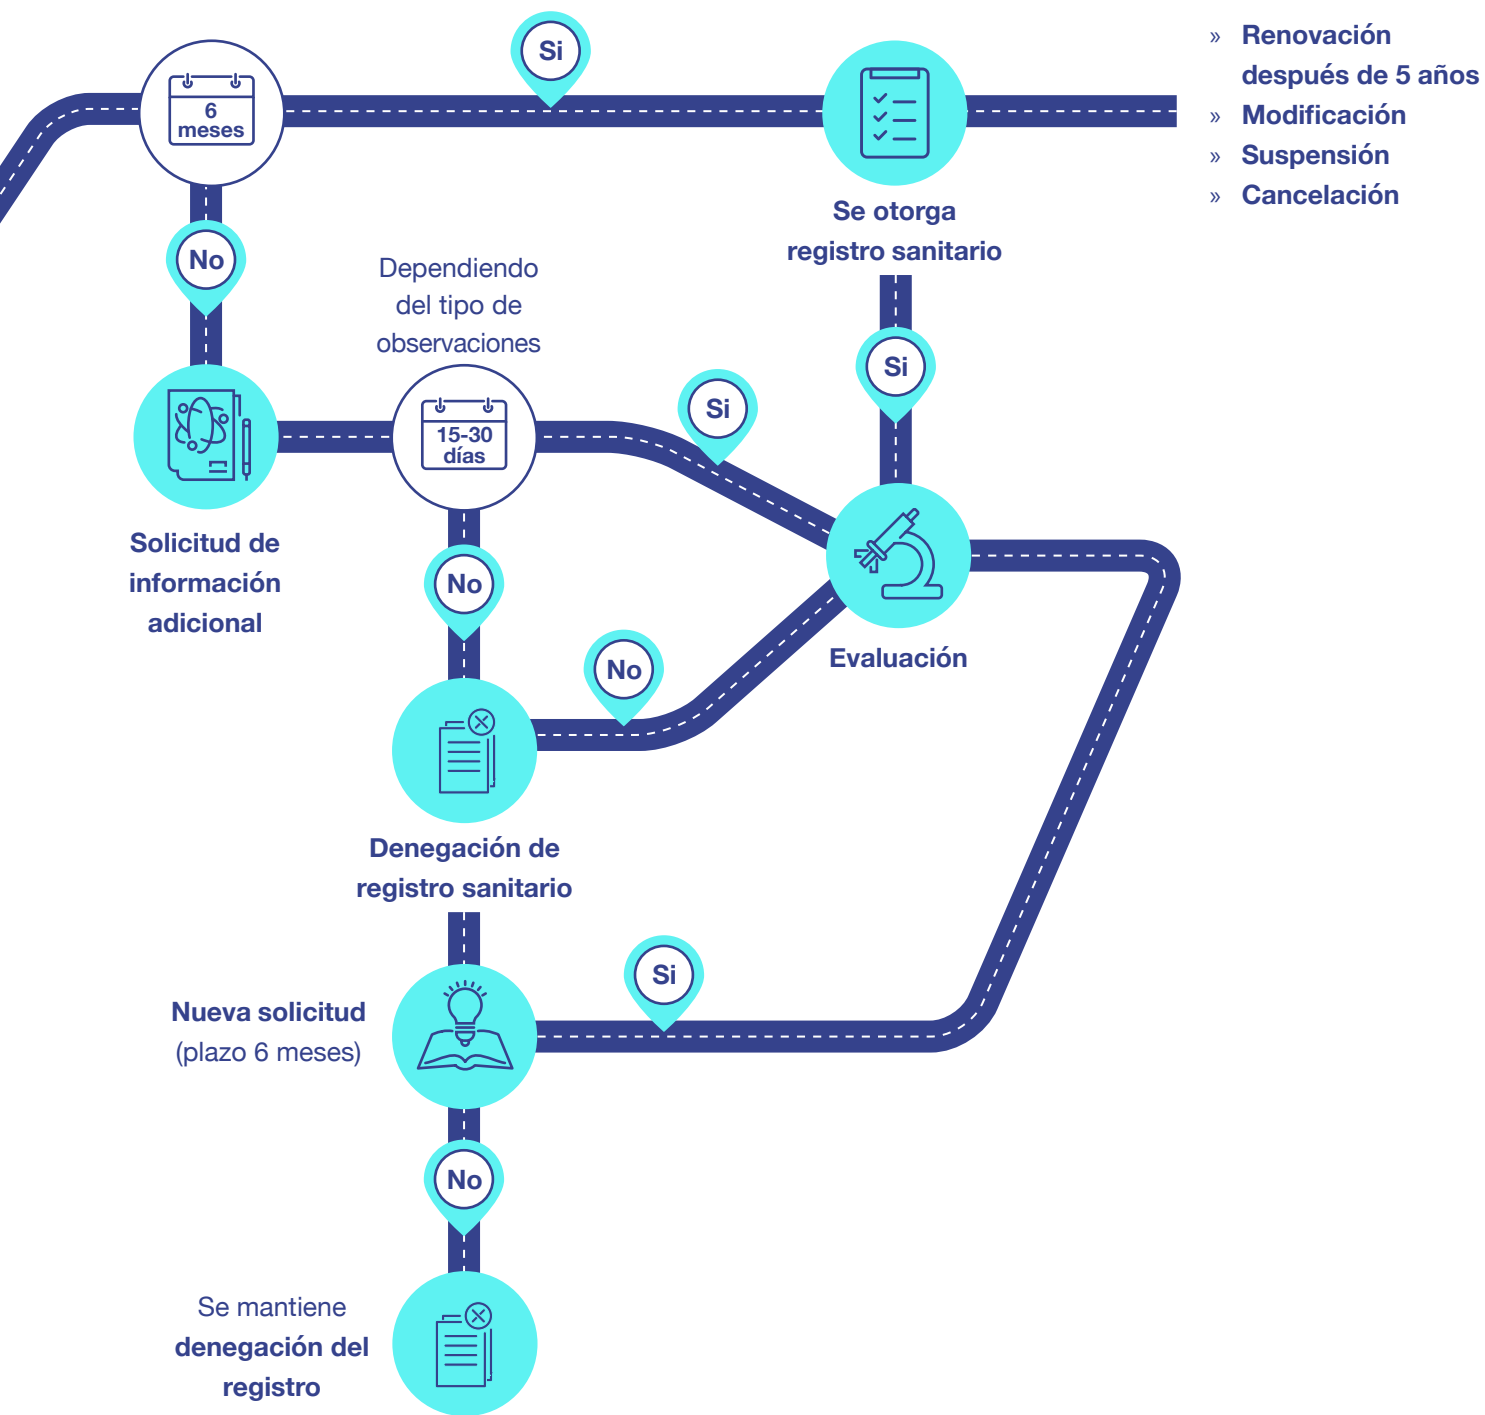 Si
» Renovación
después de 5 años
» Modificación
» Suspensión
» Cancelación
6
meses
Se otorga
registro sanitario
No
Dependiendo
del tipo de
observaciones
Si
Si
15-30
días
Solicitud de
información
adicional
No
No
Evaluación
Denegación de
registro sanitario
Si
Nueva solicitud
(plazo 6 meses)
No
Se mantiene
denegación del
registro